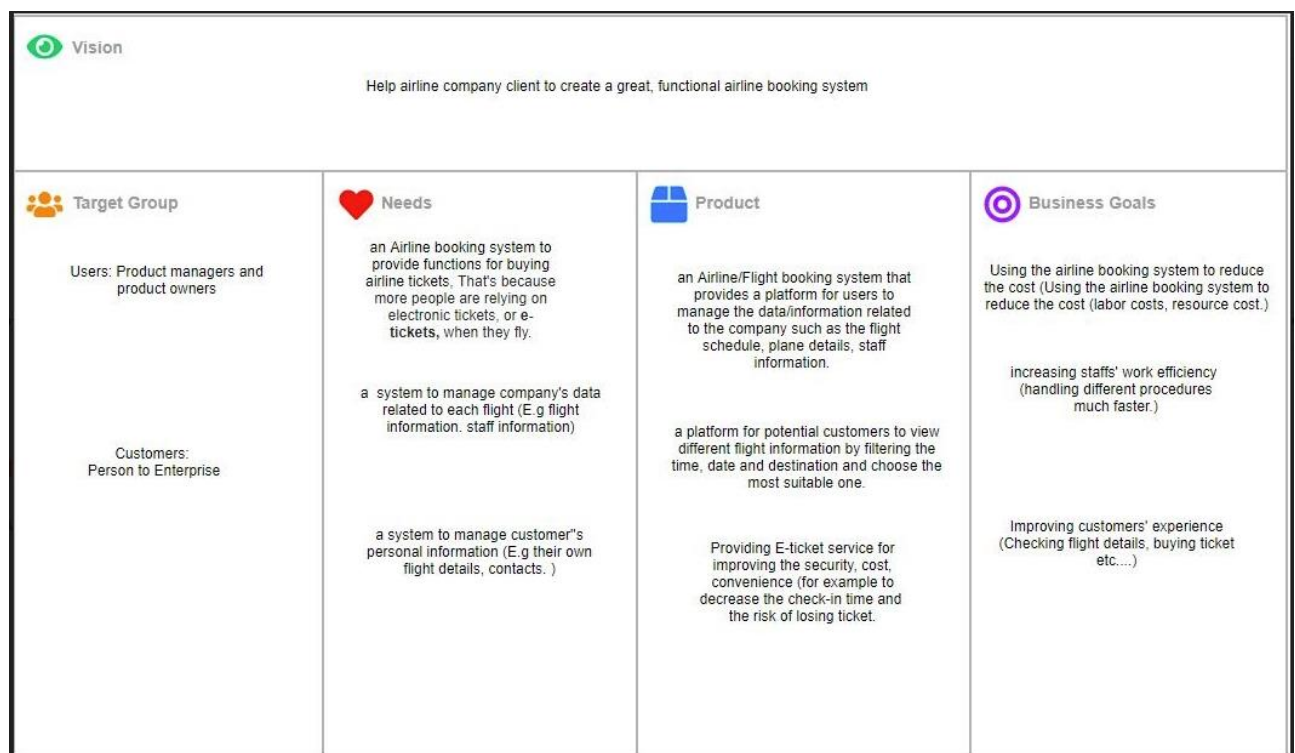 Vision
Help airline company client to create a great, functional airline booking system
Target Group
Users: Product managers and
product owners
Customers:
Person to Enterprise
Needs
an Airline booking system to
provide functions for buying
airline tickets, That's because
more people are relying on
electronic tickets, or e-
tickets, when they fly.
a system to manage company's data
related to each flight (E.g flight
information. staff information)
a system to manage customer"s
personal information (E.g their own
flight details, contacts. )
Product
an Airline/Flight booking system that
provides a platform for users to
manage the data/information related
to the company such as the flight
schedule, plane details, staff
information.
a platform for potential customers to view
different flight information by filtering the
time, date and destination and choose the
most suitable one.
Providing E-ticket service for
improving the security, cost,
convenience (for example to
decrease the check-in time and
the risk of losing ticket.
Business Goals
Using the airline booking system to reduce
the cost (Using the airline booking system to
reduce the cost (labor costs, resource cost.)
increasing staffs' work efficiency
(handling different procedures
much faster.)
Improving customers' experience
(Checking flight details, buying ticket
etc....)